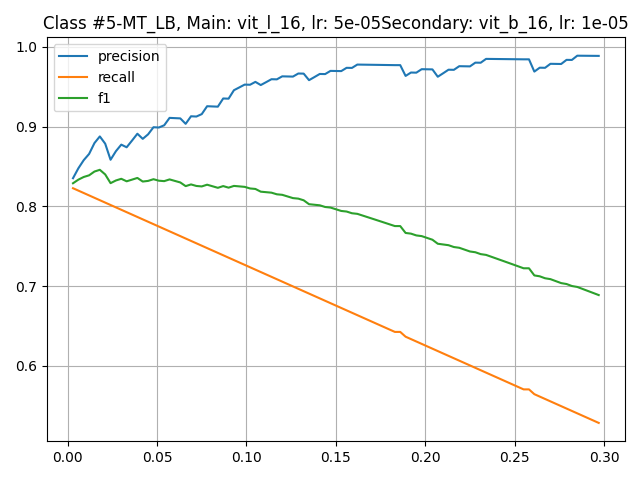 Class #5-MT_LB, Main: vit_l_16, lr: 5e-05Secondary: vit_b_16, lr: 1e-05
precision
recall
f1
1.0
0.9
0.8
0.7
0.6
0.00 0.05 0.10 0.15 0.20 0.25 0.30